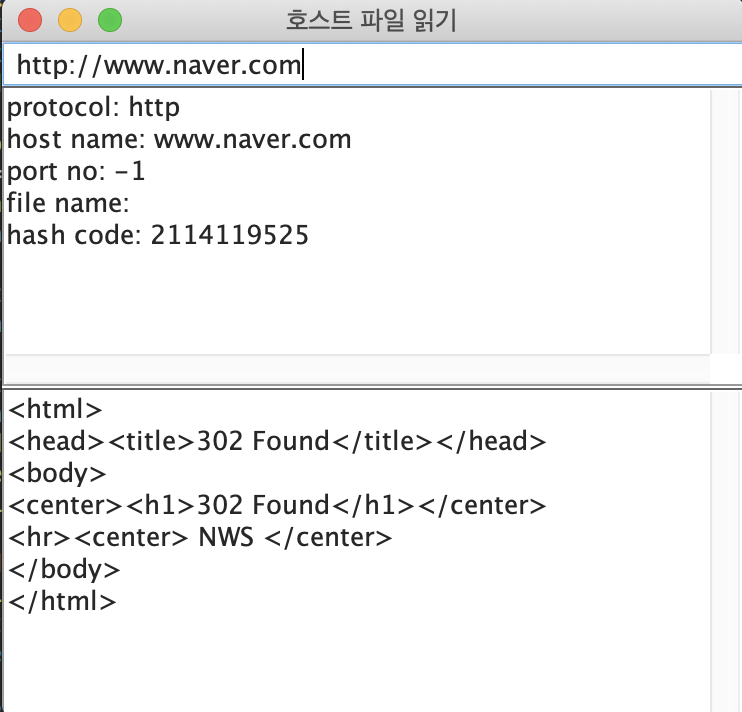 호스트 파일 읽기
http://www.naver.com
protocol: http
host name: www.naver.com
port no: -1
file name:
hash code: 2114119525
<html>
<head><title>302 Found</title></head>
<body>
<center><h1>302 Found</h1></center>
<hr><center> NWS </center>
</body>
</html>